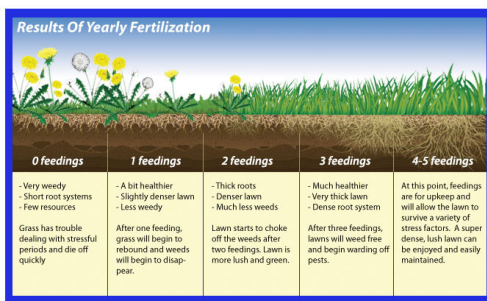 Results Of Yearly Fertilization
0 feedings
1 feedings
2 feedings
3 feedings
4-5 feedings
- Very weedy
- Short root systems
- Few resources
Grass has trouble
dealing with stressful
periods and die off
quickly
- A bit healthier
- Slightly denser lawn
- Less weedy
After one feeding,
grass will begin to
rebound and weeds
will begin to disap-
pear.
- Thick roots
- Denser lawn
- Much less weeds
Lawn starts to choke
off the weeds after
two feedings. Lawn is
more lush and green.
- Much healthier
- Very thick lawn
- Dense root system
After three feedings,
lawns will weed free
and begin warding off
pests.
At this point, feedings
are for upkeep and
will allow the lawn to
survive a variety of
stress factors. A super
dense, lush lawn can
be enjoyed and easily
maintained.